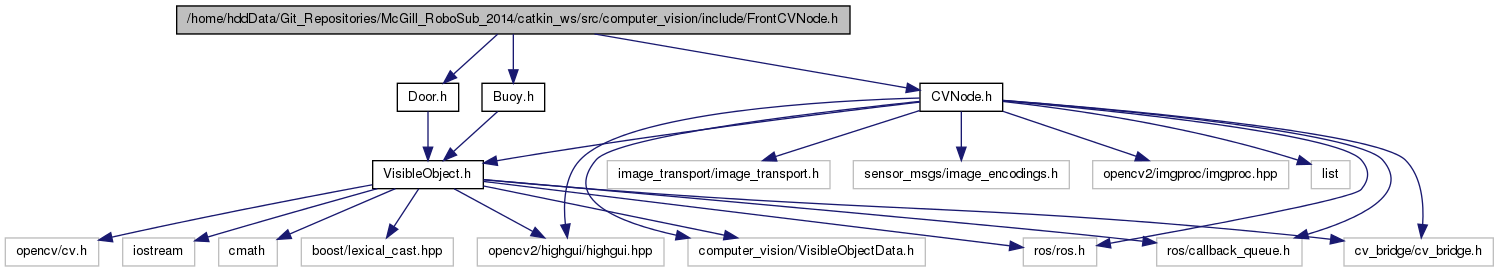 /home/hddData/Git_Repositories/McGill_RoboSub_2014/catkin_ws/src/computer_vision/include/FrontCVNode.h
Door.h
Buoy.h
CVNode.h
VisibleObject.h
image_transport/image_transport.h
sensor_msgs/image_encodings.h
opencv2/imgproc/imgproc.hpp
list
opencv/cv.h
iostream
cmath
boost/lexical_cast.hpp
opencv2/highgui/highgui.hpp
computer_vision/VisibleObjectData.h
ros/ros.h
ros/callback_queue.h
cv_bridge/cv_bridge.h